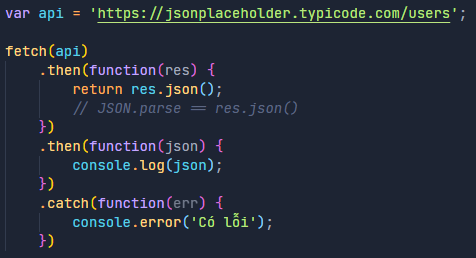 var api = 'https://jsonplaceholder.typicode.com/users';
fetch(api)
.then(function(res) {
return res.json();
// JSON.parse == res.json()
})
.then(function(json) {
console.log(json);
})
.catch(function(err) {
console.error('Có lỗi');
})